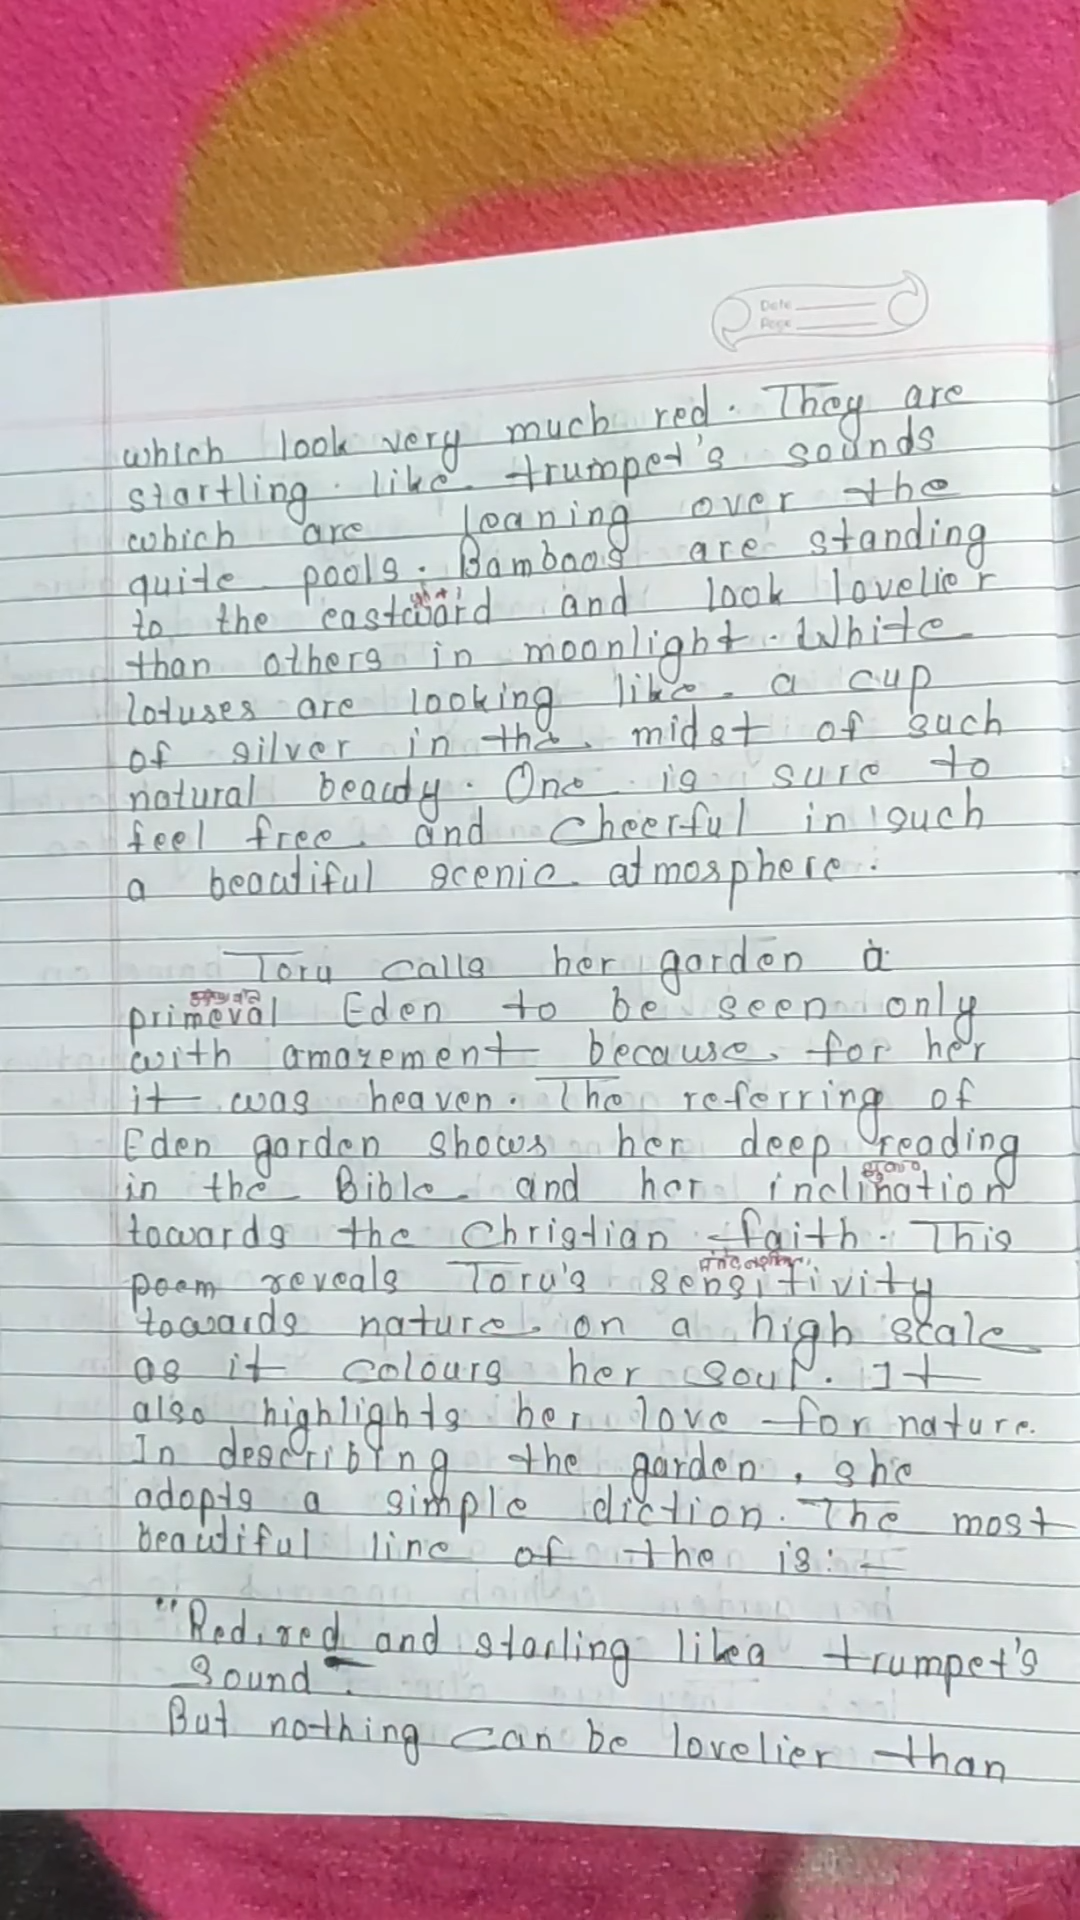 Date
Page
which look very much red. They are
startling like trumpet's sounds
which are leaning over the
quite pools. Bamboos are standing
to the eastward and look lovelier
than others in moonlight. White
lotuses are looking like a cup
of silver in the midst of such
natural beauty. One is sure to
feel free and cheerful in such
a beautiful scenic atmosphere.
Toru calls her garden a
primeval Eden to be seen only
with amazement because for her
it was heaven. The referring of
Eden garden shows her deep reading
in the Bible and her inclination
towards the Christian faith. This
poem reveals Toru's sensitivity
towards nature on a high scale
as it colours her soul. It
also highlights her love for nature.
In describing the garden, she
adopts a simple diction. The most
beautiful line of the is:-
"Red, red and starling like a trumpet's
sound.
But nothing can be lovelier than